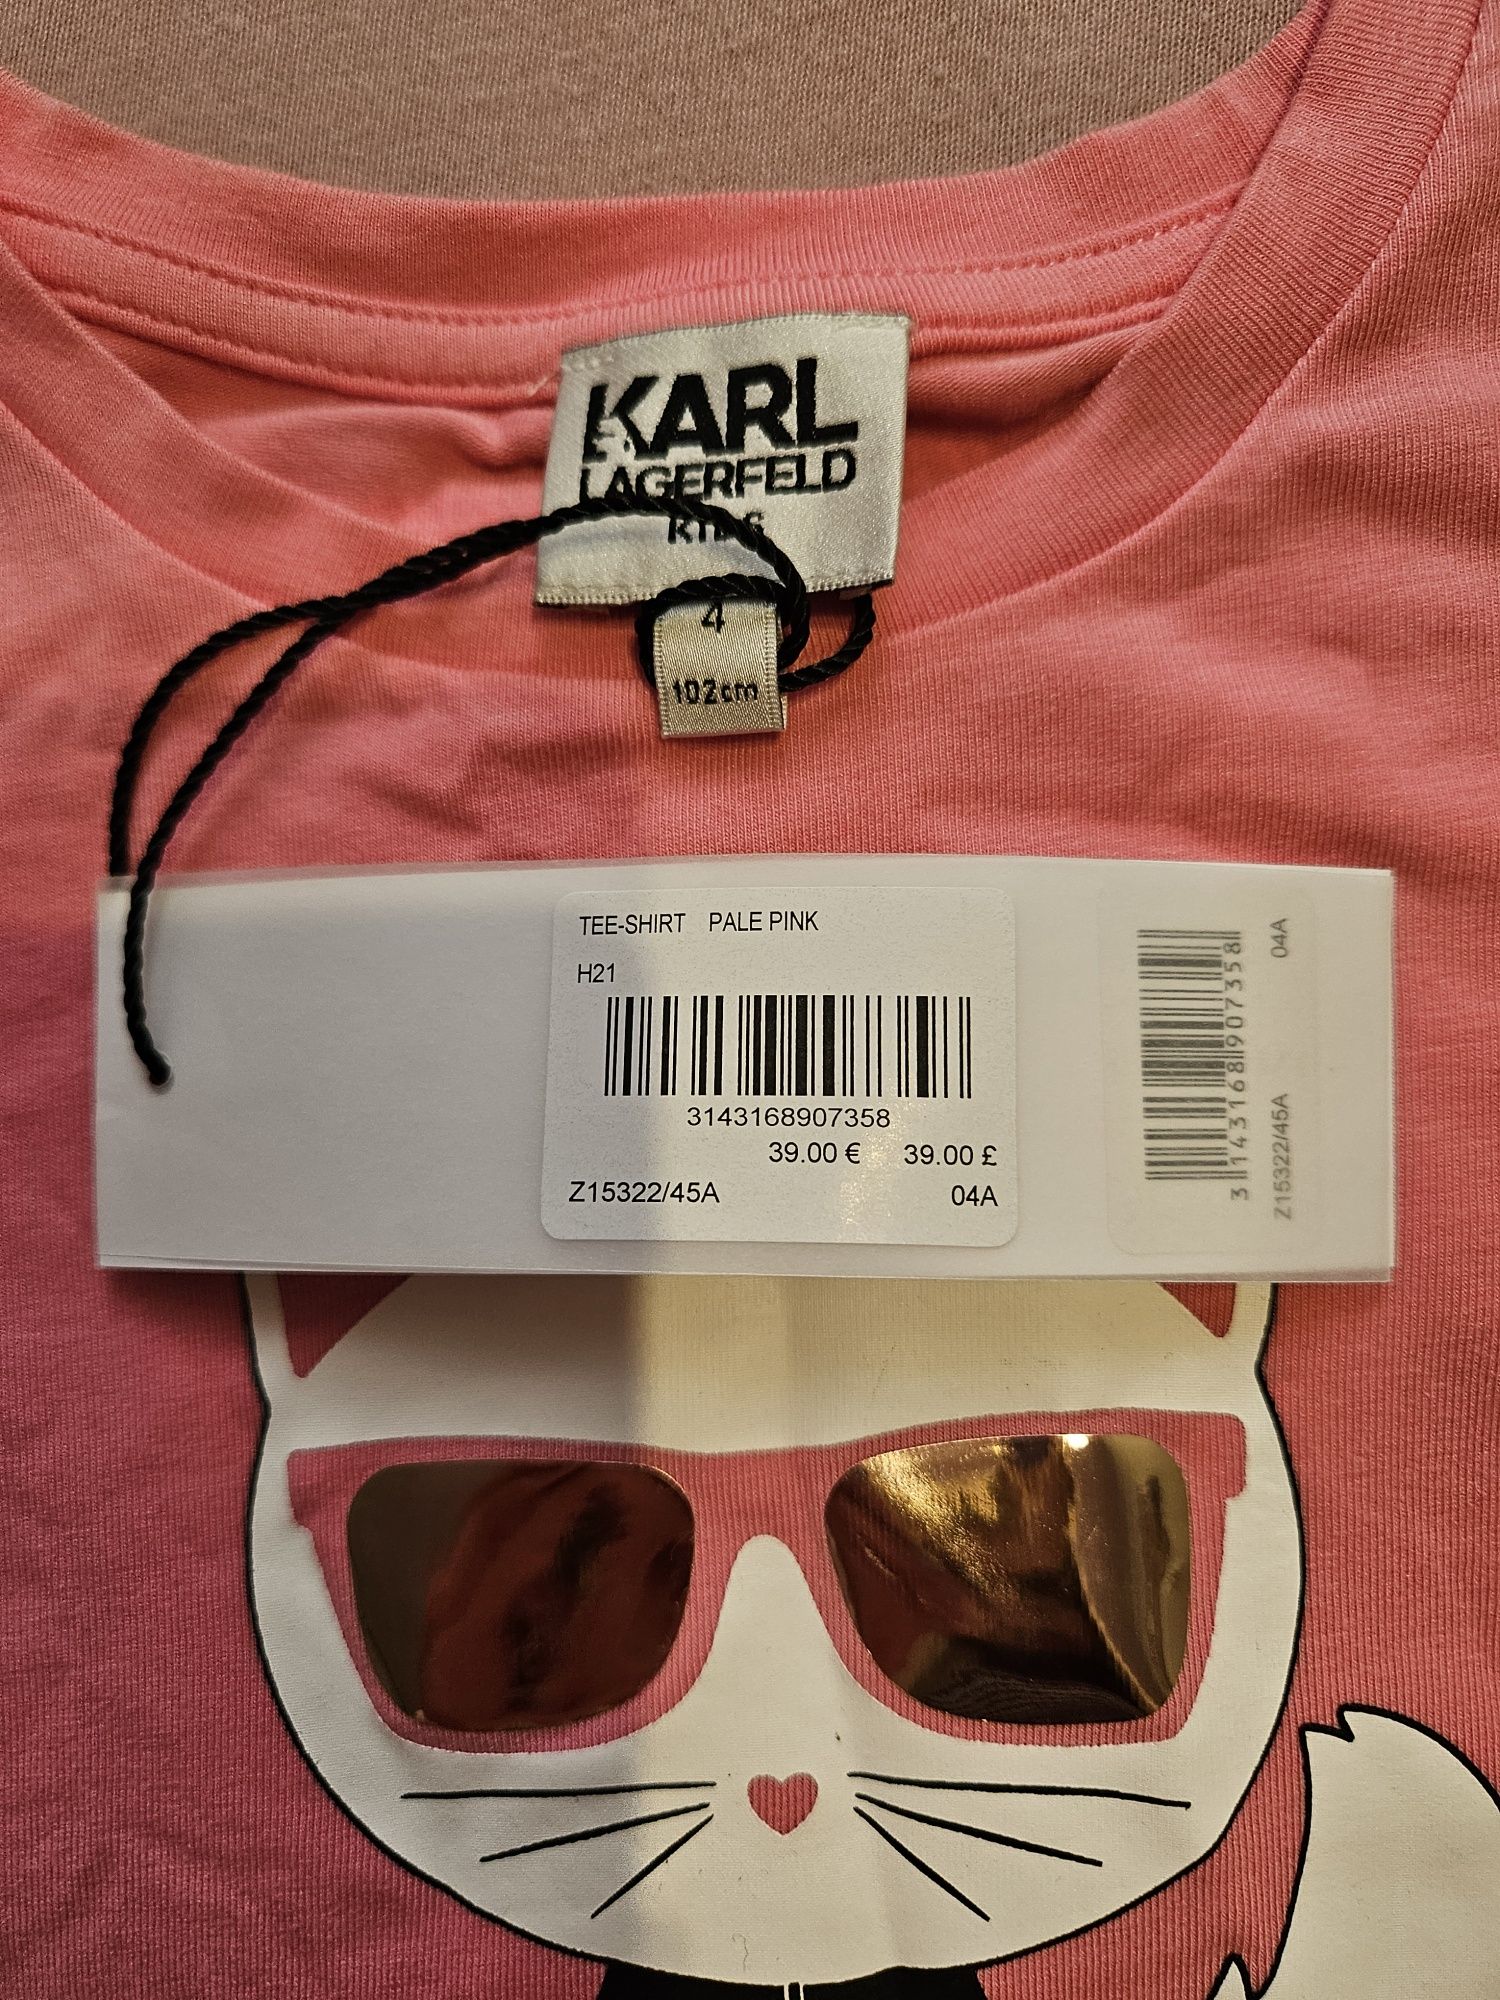 KARL
LAGERFELD
KIDS
4
102cm
TEE-SHIRT PALE PINK
H21
3143168907358
39.00 € 39.00 £
Z15322/45A 04A
3143168907358
Z15322/45A 04A